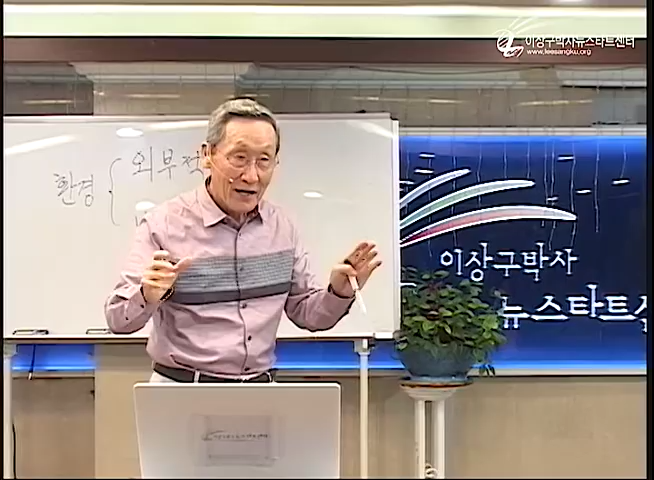 이상구박사뉴스타트센터
www.leesangku.org
환경 { 외부적
이상구박사
뉴스타트센